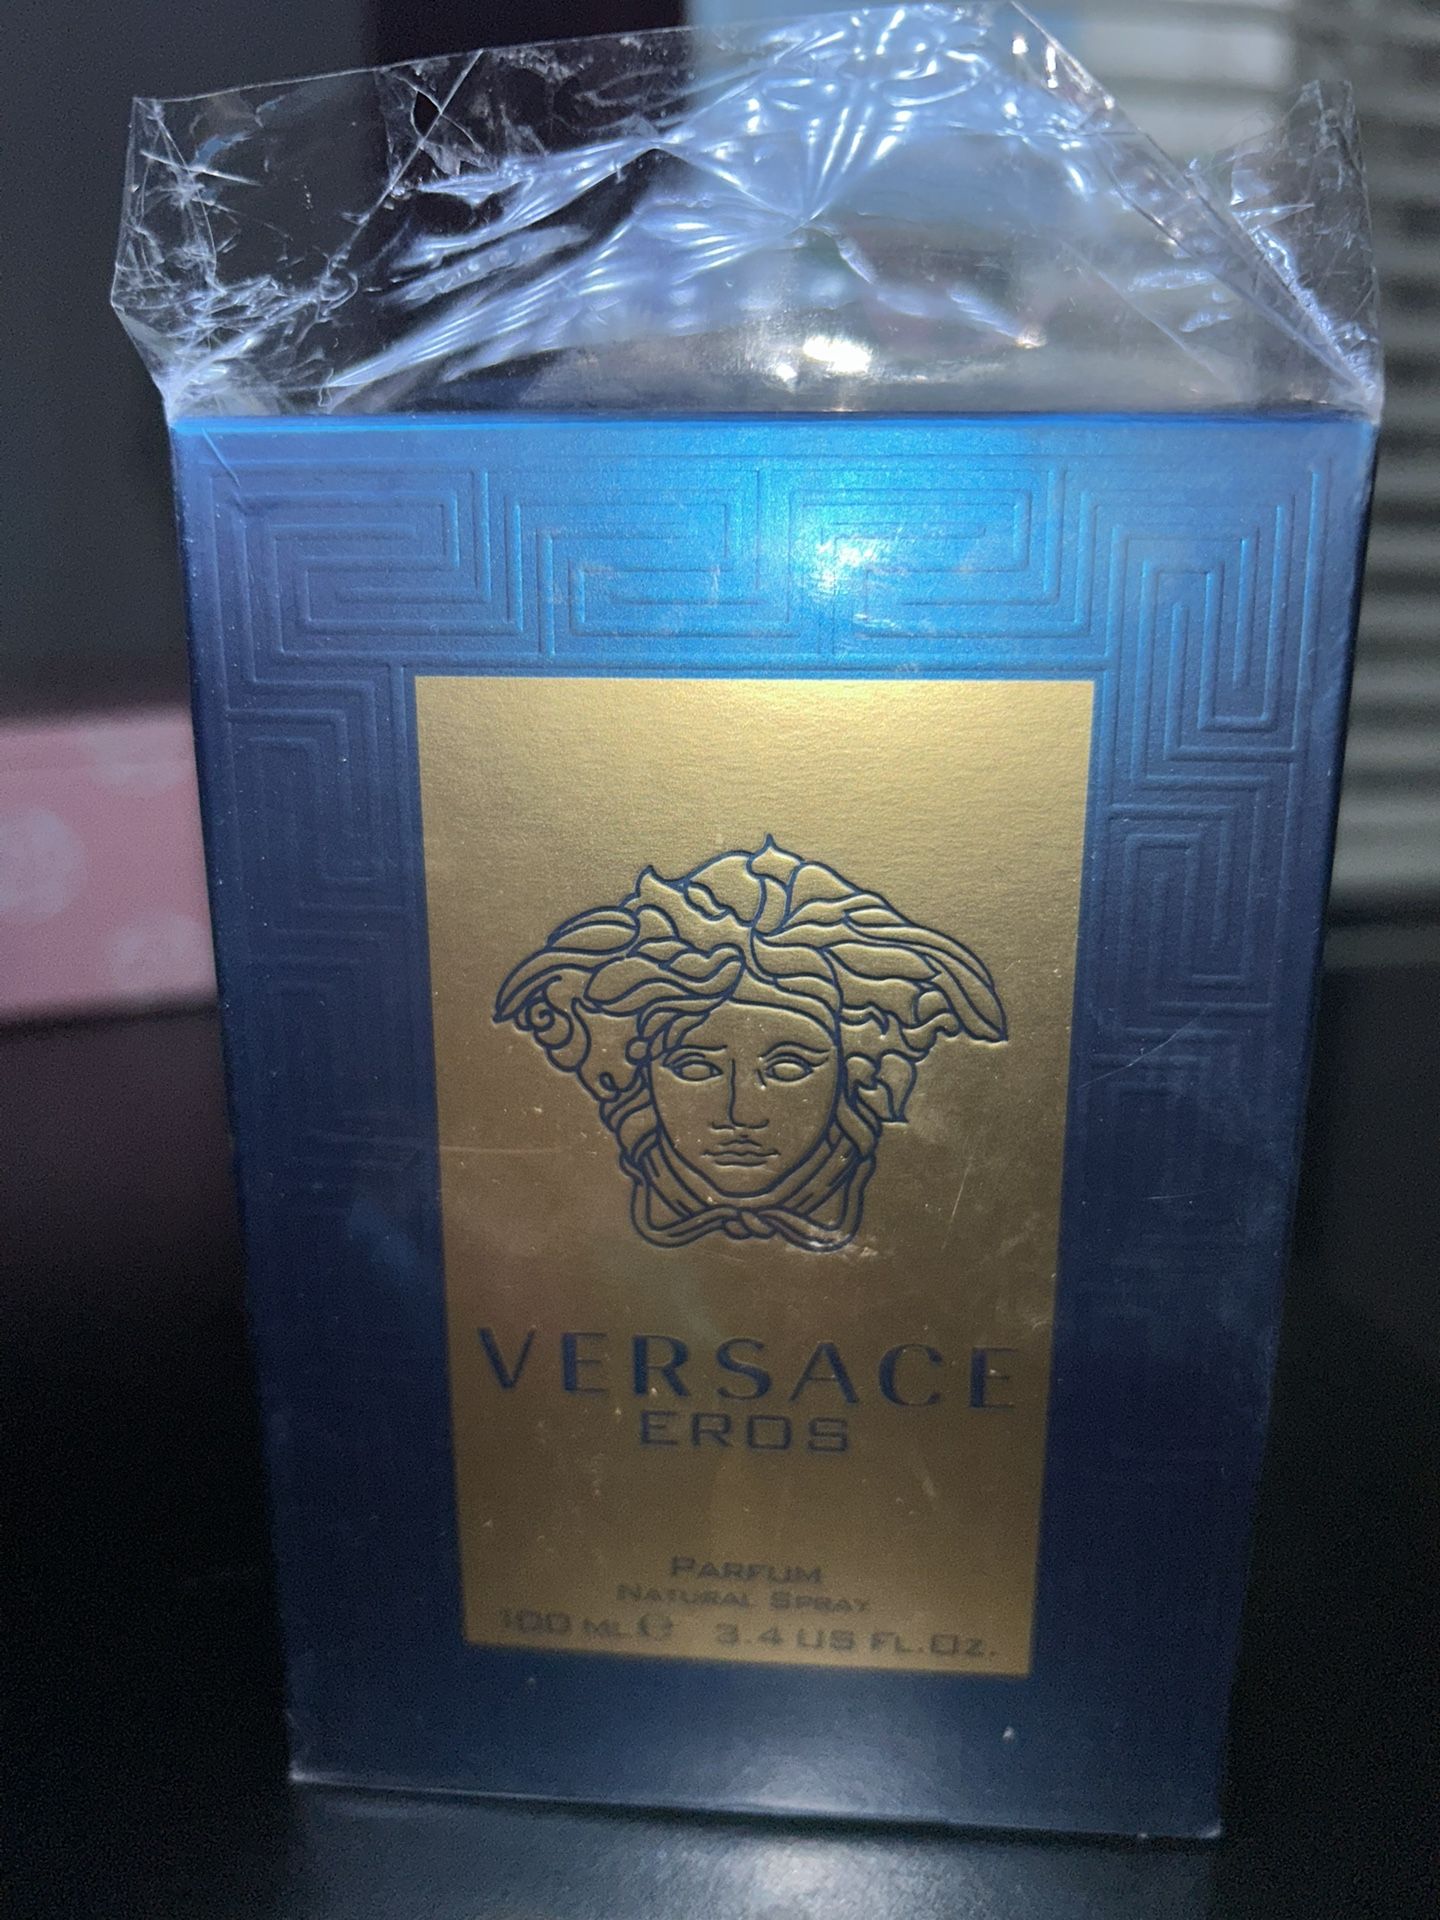 VERSACE
EROS
PARFUM
NATURAL SPRAY
100 ML ℮ 3.4 US FL.OZ.